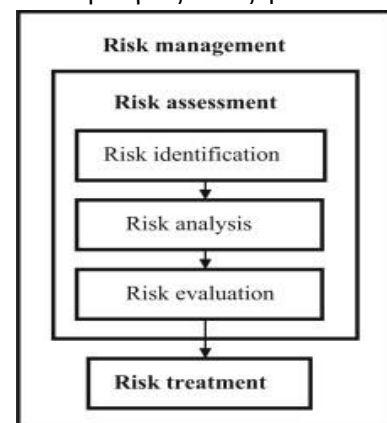 Risk management
Risk assessment
Risk identification
Risk analysis
Risk evaluation
Risk treatment